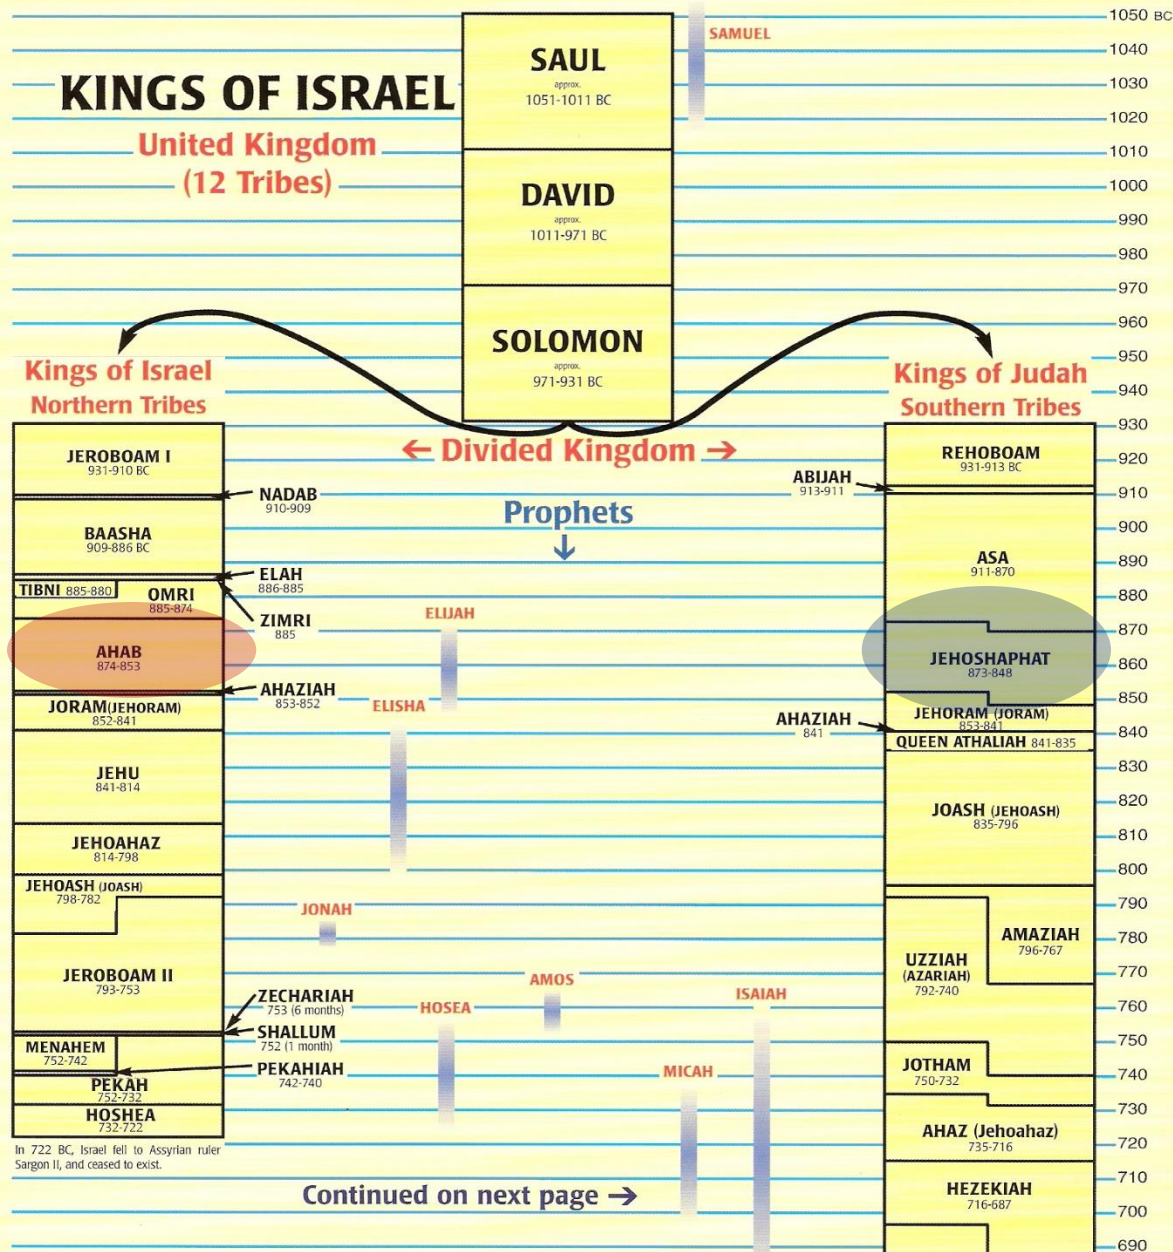 KINGS OF ISRAEL
United Kingdom
(12 Tribes)
SAUL
approx.
1051-1011 BC
DAVID
approx.
1011-971 BC
SOLOMON
approx.
971-931 BC
SAMUEL
1050 BC
1040
1030
1020
1010
1000
990
980
970
960
950
940
930
920
910
900
890
880
870
860
850
840
830
820
810
800
790
780
770
760
750
740
730
720
710
700
690
Kings of Israel
Northern Tribes
JEROBOAM I
931-910 BC
NADAB
910-909
BAASHA
909-886 BC
ELAH
886-885
TIBNI 885-880
OMRI
885-874
ZIMRI
885
AHAB
874-853
AHAZIAH
853-852
JORAM(JEHORAM)
852-841
JEHU
841-814
JEHOAHAZ
814-798
JEHOASH (JOASH)
798-782
JEROBOAM II
793-753
ZECHARIAH
753 (6 months)
SHALLUM
752 (1 month)
MENAHEM
752-742
PEKAHIAH
742-740
PEKAH
752-732
HOSHEA
732-722
In 722 BC, Israel fell to Assyrian ruler
Sargon II, and ceased to exist.
← Divided Kingdom →
Prophets
ELIJAH
ELISHA
JONAH
AMOS
HOSEA
ISAIAH
MICAH
Continued on next page →
Kings of Judah
Southern Tribes
REHOBOAM
931-913 BC
ABIJAH
913-911
ASA
911-870
JEHOSHAPHAT
873-848
JEHORAM (JORAM)
853-841
AHAZIAH
841
QUEEN ATHALIAH 841-835
JOASH (JEHOASH)
835-796
AMAZIAH
796-767
UZZIAH
(AZARIAH)
792-740
JOTHAM
750-732
AHAZ (Jehoahaz)
735-716
HEZEKIAH
716-687